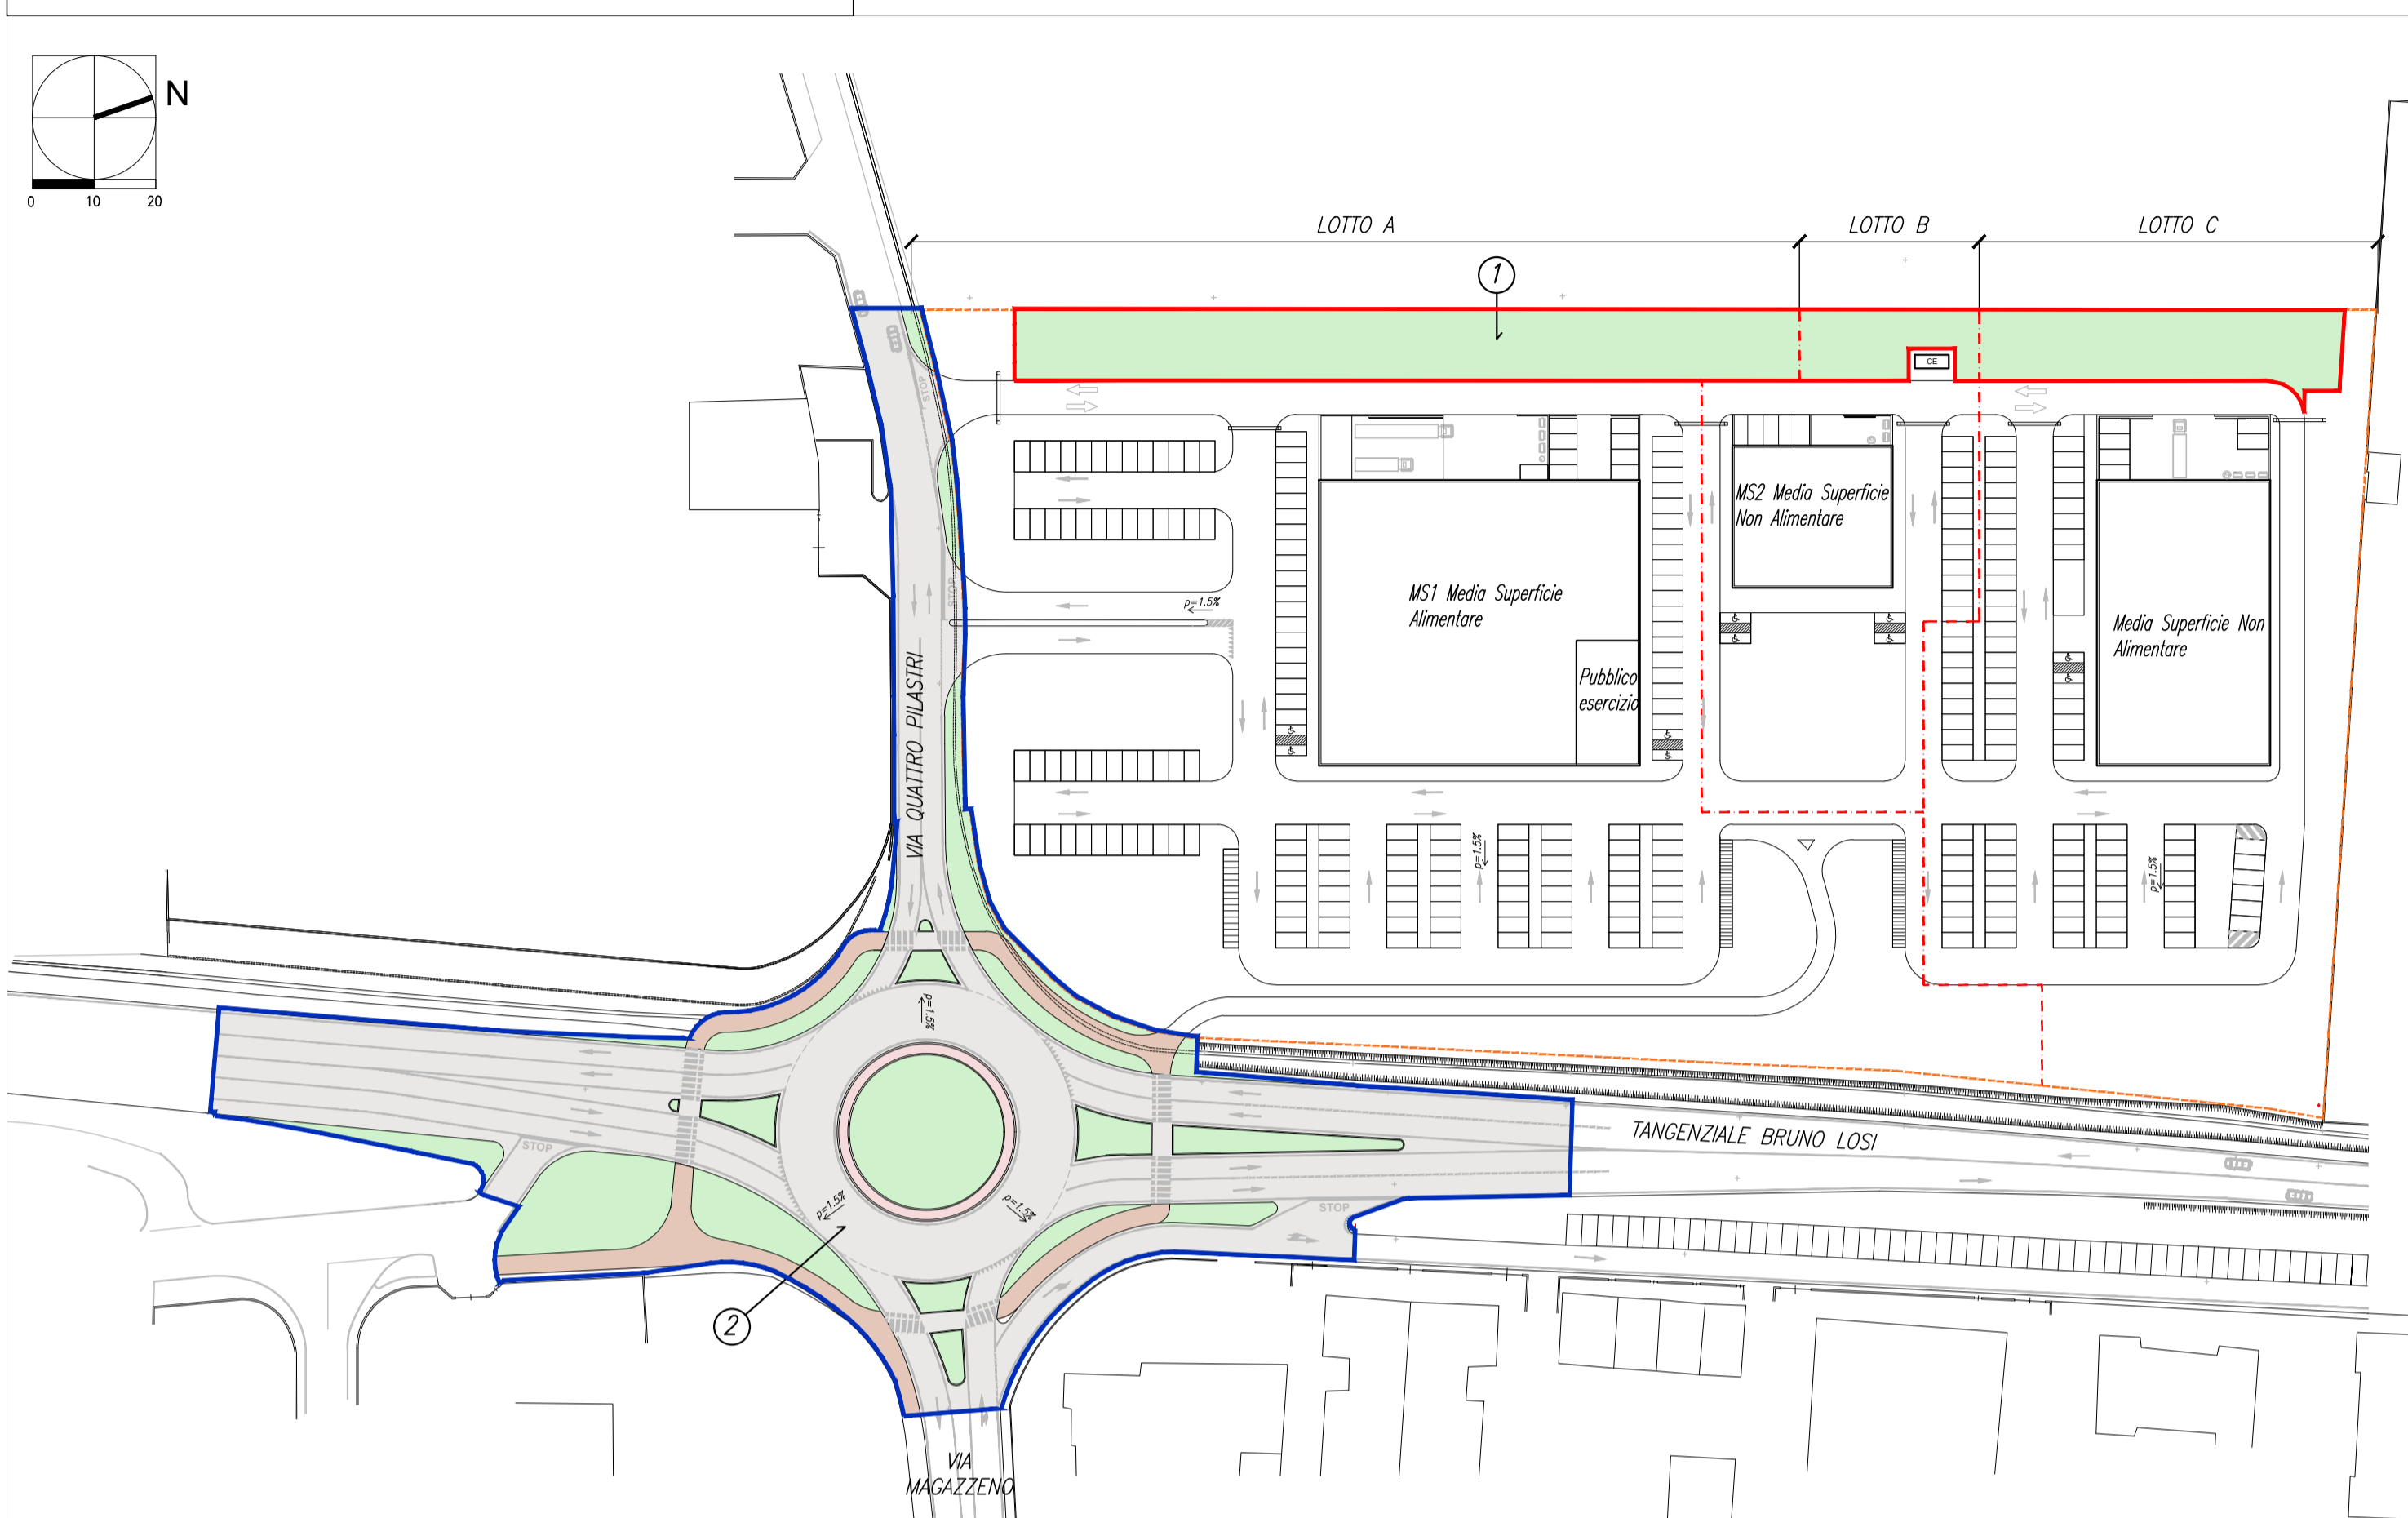 N
0 10 20
LOTTO A
LOTTO B
LOTTO C
1
CE
STOP
MS2 Media Superficie
Non Alimentare
STOP
p=1.5%
MS1 Media Superficie
Alimentare
Media Superficie Non
Alimentare
Pubblico
esercizio
VIA QUATTRO PILASTRI
p=1.5%
p=1.5%
p=1.5%
STOP
TANGENZIALE BRUNO LOSI
p=1.5%
p=1.5%
STOP
2
VIA
MAGAZZENO